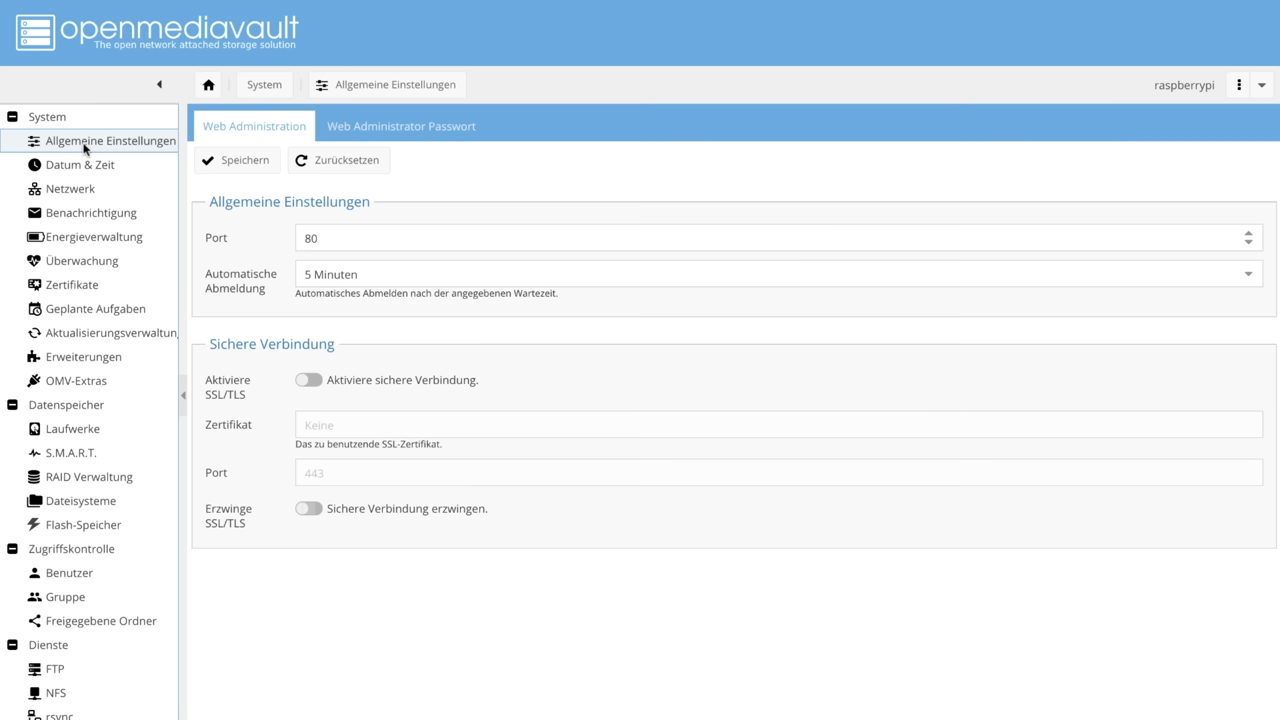 openmediavault
The open network attached storage solution
System
Allgemeine Einstellungen
raspberrypi
System
Allgemeine Einstellungen
Datum & Zeit
Netzwerk
Benachrichtigung
Energieverwaltung
Überwachung
Zertifikate
Geplante Aufgaben
Aktualisierungsverwaltun
Erweiterungen
OMV-Extras
Datenspeicher
Laufwerke
S.M.A.R.T.
RAID Verwaltung
Dateisysteme
Flash-Speicher
Zugriffskontrolle
Benutzer
Gruppe
Freigegebene Ordner
Dienste
FTP
NFS
rsync
Web Administration
Web Administrator Passwort
Speichern
Zurücksetzen
Allgemeine Einstellungen
Port
80
Automatische
Abmeldung
5 Minuten
Automatisches Abmelden nach der angegebenen Wartezeit.
Sichere Verbindung
Aktiviere
SSL/TLS
Aktiviere sichere Verbindung.
Zertifikat
Keine
Das zu benutzende SSL-Zertifikat.
Port
443
Erzwinge
SSL/TLS
Sichere Verbindung erzwingen.